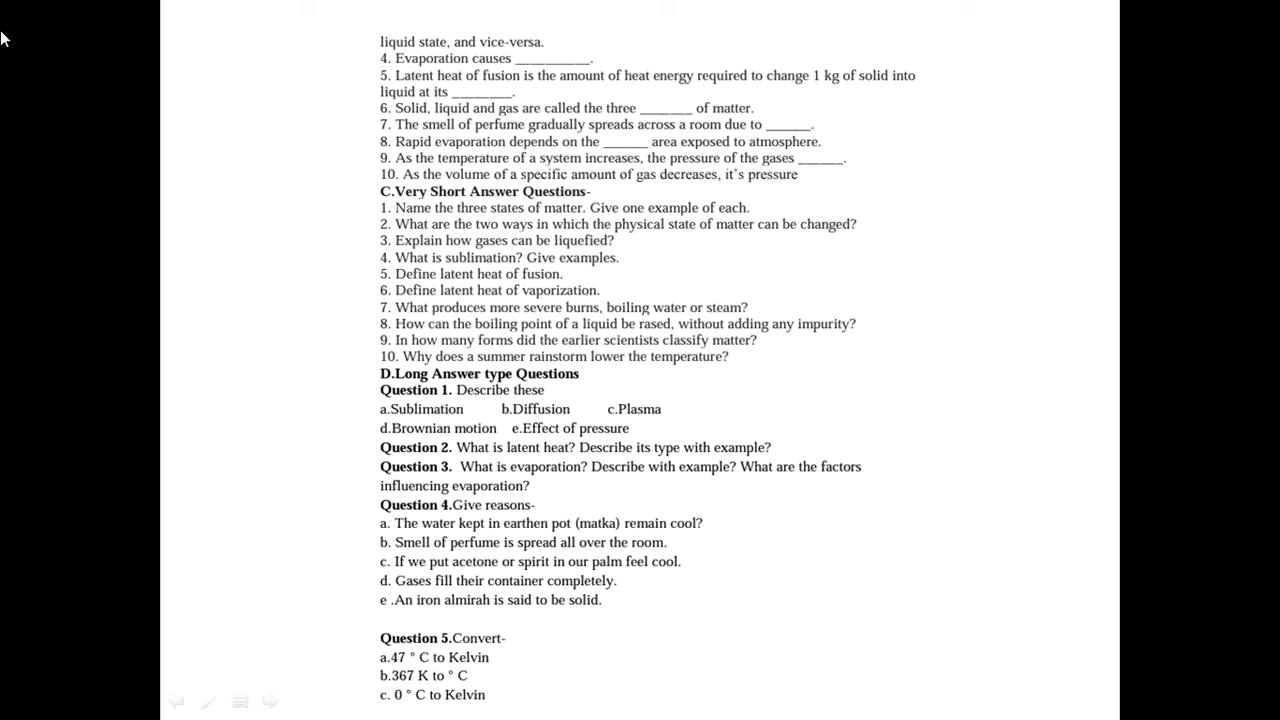 liquid state, and vice-versa.
4. Evaporation causes __________.
5. Latent heat of fusion is the amount of heat energy required to change 1 kg of solid into
liquid at its ________.
6. Solid, liquid and gas are called the three _______ of matter.
7. The smell of perfume gradually spreads across a room due to ______.
8. Rapid evaporation depends on the ______ area exposed to atmosphere.
9. As the temperature of a system increases, the pressure of the gases ______.
10. As the volume of a specific amount of gas decreases, it's pressure
C.Very Short Answer Questions-
1. Name the three states of matter. Give one example of each.
2. What are the two ways in which the physical state of matter can be changed?
3. Explain how gases can be liquefied?
4. What is sublimation? Give examples.
5. Define latent heat of fusion.
6. Define latent heat of vaporization.
7. What produces more severe burns, boiling water or steam?
8. How can the boiling point of a liquid be rased, without adding any impurity?
9. In how many forms did the earlier scientists classify matter?
10. Why does a summer rainstorm lower the temperature?
D.Long Answer type Questions
Question 1. Describe these
a.Sublimation b.Diffusion c.Plasma
d.Brownian motion e.Effect of pressure
Question 2. What is latent heat? Describe its type with example?
Question 3. What is evaporation? Describe with example? What are the factors
influencing evaporation?
Question 4.Give reasons-
a. The water kept in earthen pot (matka) remain cool?
b. Smell of perfume is spread all over the room.
c. If we put acetone or spirit in our palm feel cool.
d. Gases fill their container completely.
e .An iron almirah is said to be solid.
Question 5.Convert-
a.47 ° C to Kelvin
b.367 K to ° C
c. 0 ° C to Kelvin